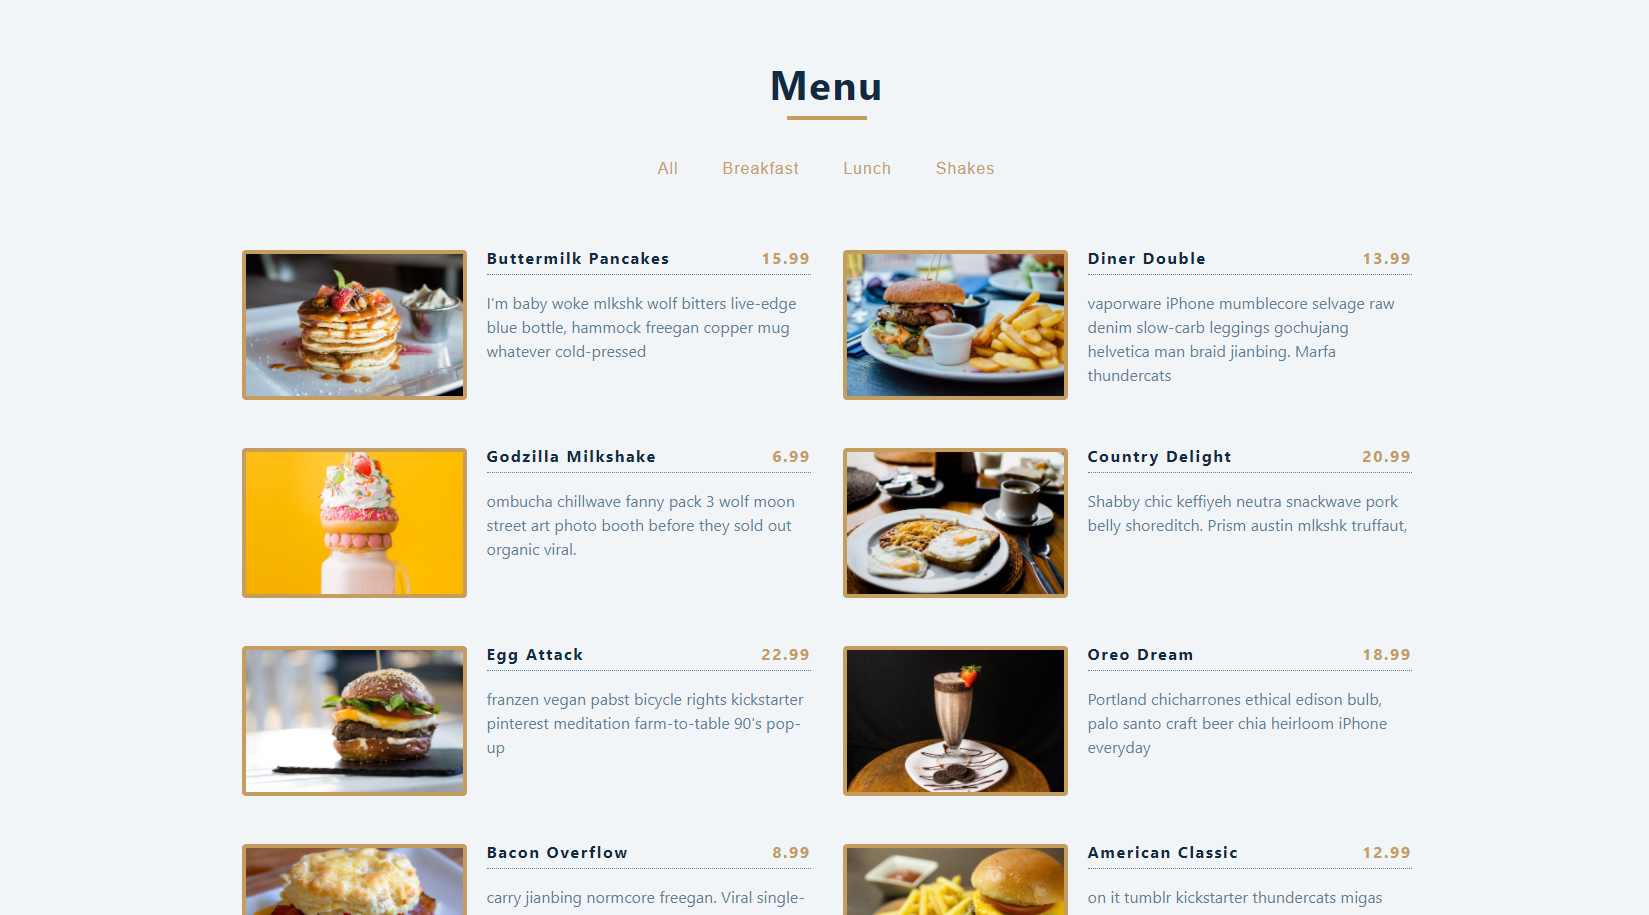 Menu
All Breakfast Lunch Shakes
Buttermilk Pancakes 15.99
I'm baby woke mlkshk wolf bitters live-edge
blue bottle, hammock freegan copper mug
whatever cold-pressed
Diner Double 13.99
vaporware iPhone mumblecore selvage raw
denim slow-carb leggings gochujang
helvetica man braid jianbing. Marfa
thundercats
Godzilla Milkshake 6.99
ombucha chillwave fanny pack 3 wolf moon
street art photo booth before they sold out
organic viral.
Country Delight 20.99
Shabby chic keffiyeh neutra snackwave pork
belly shoreditch. Prism austin mlkshk truffaut,
Egg Attack 22.99
franzen vegan pabst bicycle rights kickstarter
pinterest meditation farm-to-table 90's pop-
up
Oreo Dream 18.99
Portland chicharrones ethical edison bulb,
palo santo craft beer chia heirloom iPhone
everyday
Bacon Overflow 8.99
carry jianbing normcore freegan. Viral single-
American Classic 12.99
on it tumblr kickstarter thundercats migas